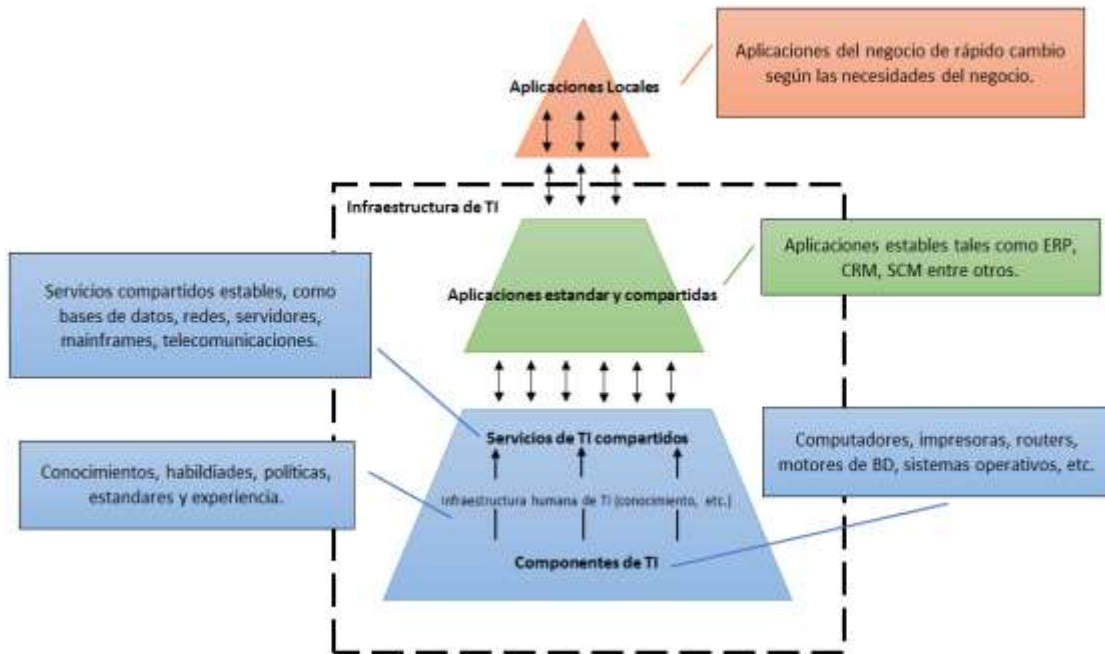 Aplicaciones del negocio de rápido cambio
según las necesidades del negocio.
Aplicaciones Locales
Infraestructura de TI
Aplicaciones estables tales como ERP,
CRM, SCM entre otros.
Servicios compartidos estables, como
bases de datos, redes, servidores,
mainframes, telecomunicaciones.
Aplicaciones estandar y compartidas
Servicios de TI compartidos
Computadores, impresoras, routers,
motores de BD, sistemas operativos, etc.
Conocimientos, habildíades, políticas,
estandares y experiencia.
Infraestructura humana de TI (conocimiento, etc.)
Componentes de TI